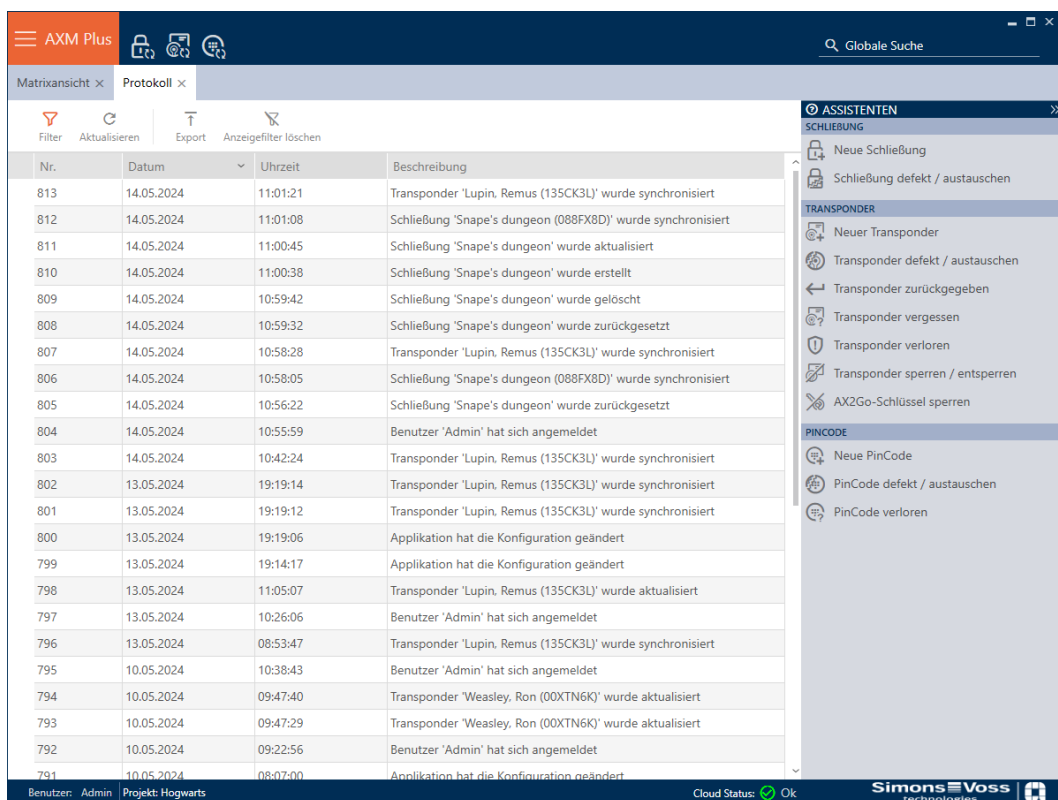 AXM Plus
Globale Suche
Matrixansicht
Protokoll
Filter
Aktualisieren
Export
Anzeigefilter löschen
Nr. Datum Uhrzeit Beschreibung
813 14.05.2024 11:01:21 Transponder 'Lupin, Remus (135CK3L)' wurde synchronisiert
812 14.05.2024 11:01:08 Schließung 'Snape's dungeon (088FX8D)' wurde synchronisiert
811 14.05.2024 11:00:45 Schließung 'Snape's dungeon' wurde aktualisiert
810 14.05.2024 11:00:38 Schließung 'Snape's dungeon' wurde erstellt
809 14.05.2024 10:59:42 Schließung 'Snape's dungeon' wurde gelöscht
808 14.05.2024 10:59:32 Schließung 'Snape's dungeon' wurde zurückgesetzt
807 14.05.2024 10:58:28 Transponder 'Lupin, Remus (135CK3L)' wurde synchronisiert
806 14.05.2024 10:58:05 Schließung 'Snape's dungeon (088FX8D)' wurde synchronisiert
805 14.05.2024 10:56:22 Schließung 'Snape's dungeon' wurde zurückgesetzt
804 14.05.2024 10:55:59 Benutzer 'Admin' hat sich angemeldet
803 14.05.2024 10:42:24 Transponder 'Lupin, Remus (135CK3L)' wurde synchronisiert
802 13.05.2024 19:19:14 Transponder 'Lupin, Remus (135CK3L)' wurde synchronisiert
801 13.05.2024 19:19:12 Transponder 'Lupin, Remus (135CK3L)' wurde synchronisiert
800 13.05.2024 19:19:06 Applikation hat die Konfiguration geändert
799 13.05.2024 19:14:17 Applikation hat die Konfiguration geändert
798 13.05.2024 11:05:07 Transponder 'Lupin, Remus (135CK3L)' wurde aktualisiert
797 13.05.2024 10:26:06 Benutzer 'Admin' hat sich angemeldet
796 13.05.2024 08:53:47 Transponder 'Lupin, Remus (135CK3L)' wurde synchronisiert
795 10.05.2024 10:38:43 Benutzer 'Admin' hat sich angemeldet
794 10.05.2024 09:47:40 Transponder 'Weasley, Ron (00XTN6K)' wurde aktualisiert
793 10.05.2024 09:47:29 Transponder 'Weasley, Ron (00XTN6K)' wurde aktualisiert
792 10.05.2024 09:22:56 Benutzer 'Admin' hat sich angemeldet
791 10.05.2024 08:07:00 Applikation hat die Konfiguration geändert
ASSISTENTEN
SCHLIEßUNG
Neue Schließung
Schließung defekt / austauschen
TRANSPONDER
Neuer Transponder
Transponder defekt / austauschen
Transponder zurückgegeben
Transponder vergessen
Transponder verloren
Transponder sperren / entsperren
AX2Go-Schlüssel sperren
PINCODE
Neue PinCode
PinCode defekt / austauschen
PinCode verloren
Benutzer: Admin
Projekt: Hogwarts
Cloud Status: Ok
Simons Voss
technologies